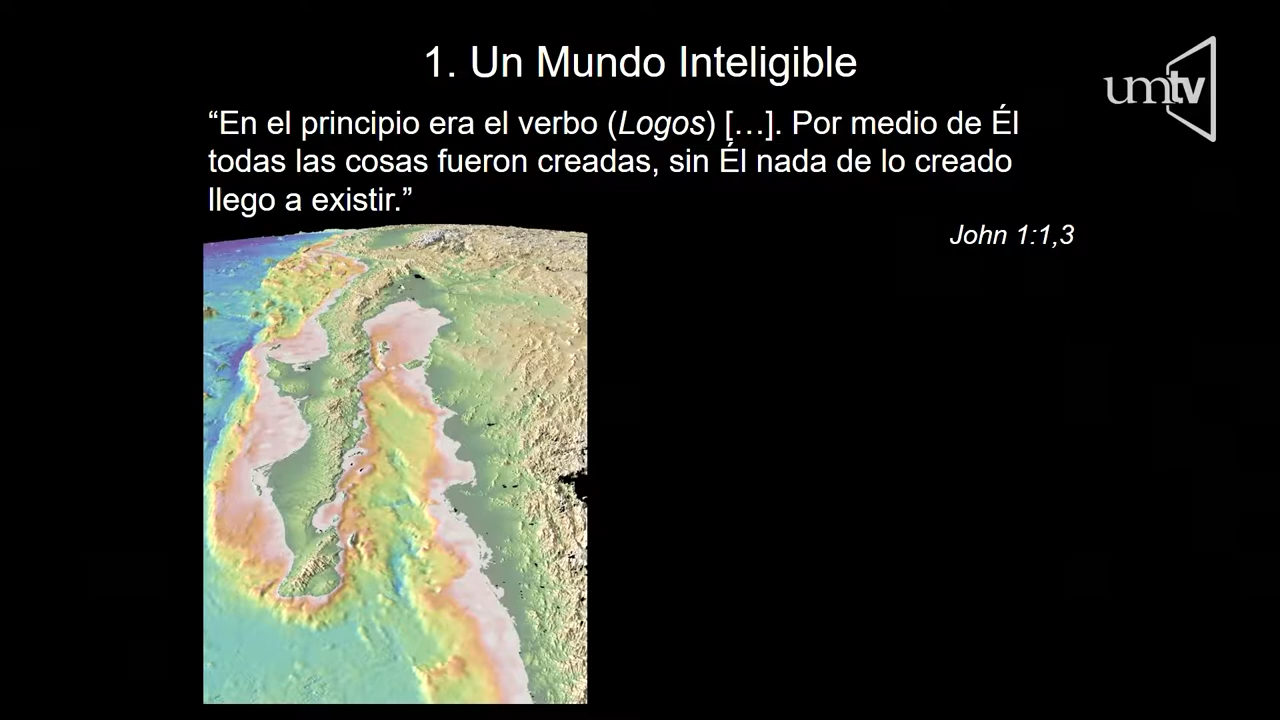 1. Un Mundo Inteligible
umtv
“En el principio era el verbo (Logos) […]. Por medio de Él
todas las cosas fueron creadas, sin Él nada de lo creado
llego a existir.”
John 1:1,3